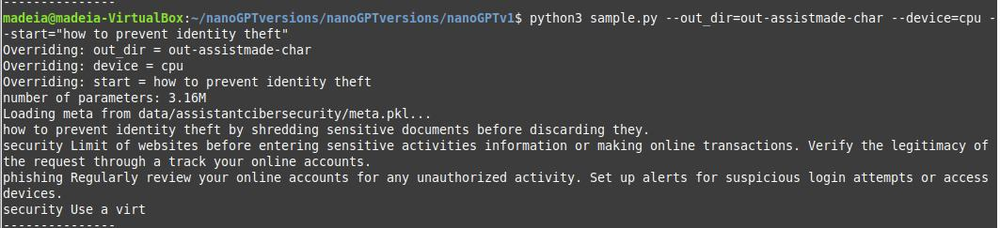 ---------------
madeia@madeia-VirtualBox:~/nanoGPTversions/nanoGPTversions/nanoGPTv1$ python3 sample.py --out_dir=out-assistmade-char --device=cpu -
-start="how to prevent identity theft"
Overriding: out_dir = out-assistmade-char
Overriding: device = cpu
Overriding: start = how to prevent identity theft
number of parameters: 3.16M
Loading meta from data/assistantcibersecurity/meta.pkl...
how to prevent identity theft by shredding sensitive documents before discarding they.
security Limit of websites before entering sensitive activities information or making online transactions. Verify the legitimacy of
the request through a track your online accounts.
phishing Regularly review your online accounts for any unauthorized activity. Set up alerts for suspicious login attempts or access
devices.
security Use a virt
---------------